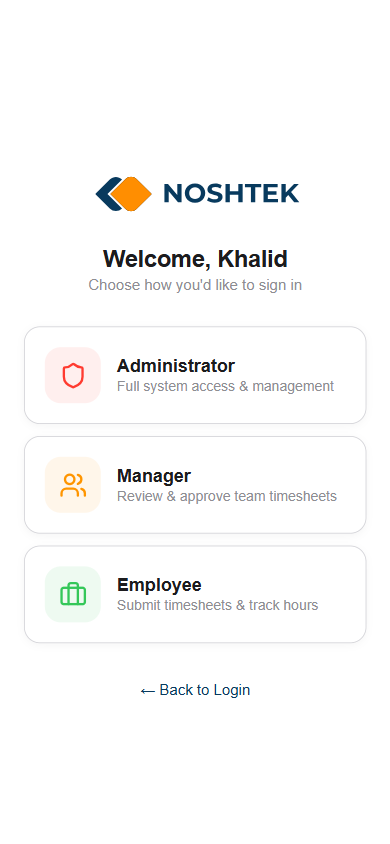 NOSHTEK
Welcome, Khalid
Choose how you'd like to sign in
Administrator
Full system access & management
Manager
Review & approve team timesheets
Employee
Submit timesheets & track hours
← Back to Login